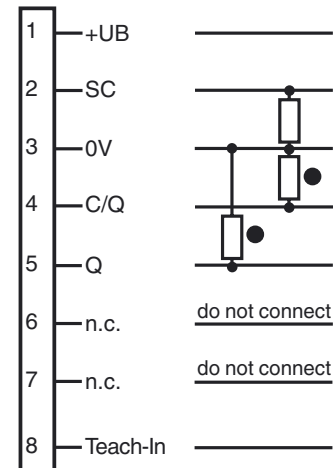 1 +UB
2 SC
3 0V
4 C/Q
5 Q
6 n.c. do not connect
7 n.c. do not connect
8 Teach-In